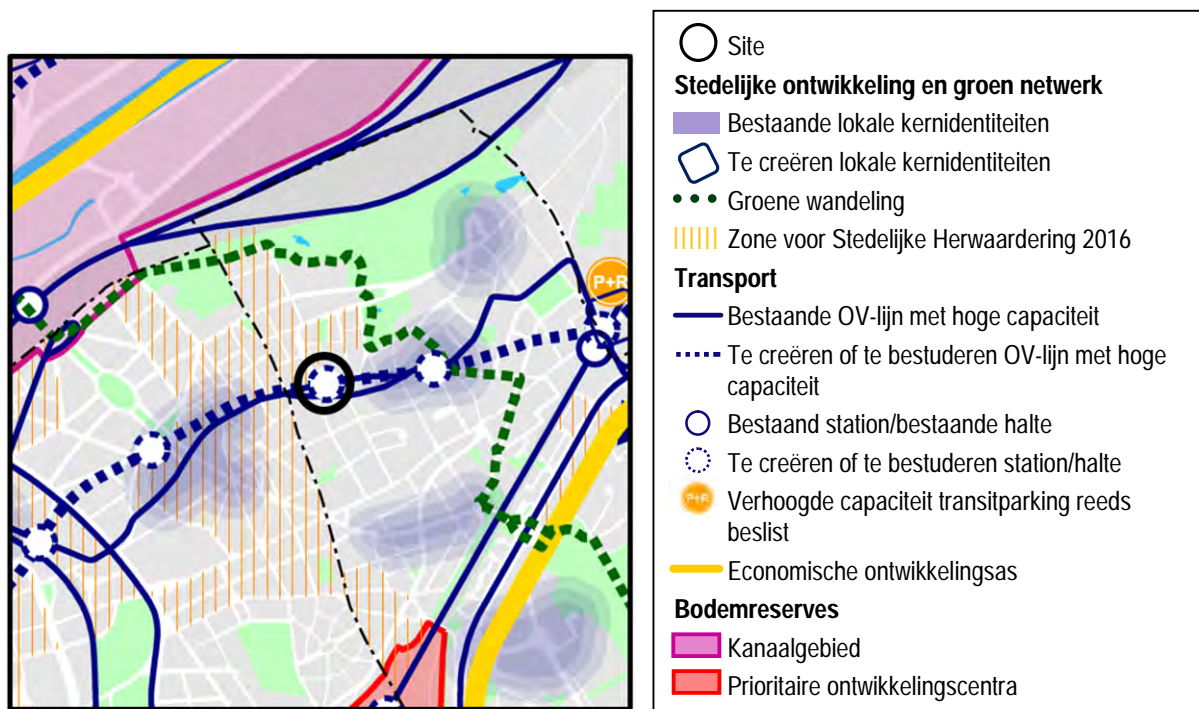 P+R
Site
Stedelijke ontwikkeling en groen netwerk
Bestaande lokale kernidentiteiten
Te creëren lokale kernidentiteiten
Groene wandeling
Zone voor Stedelijke Herwaardering 2016
Transport
Bestaande OV-lijn met hoge capaciteit
Te creëren of te bestuderen OV-lijn met hoge
capaciteit
Bestaand station/bestaande halte
Te creëren of te bestuderen station/halte
P+R
Verhoogde capaciteit transitparking reeds
beslist
Economische ontwikkelingsas
Bodemreserves
Kanaalgebied
Prioritaire ontwikkelingscentra